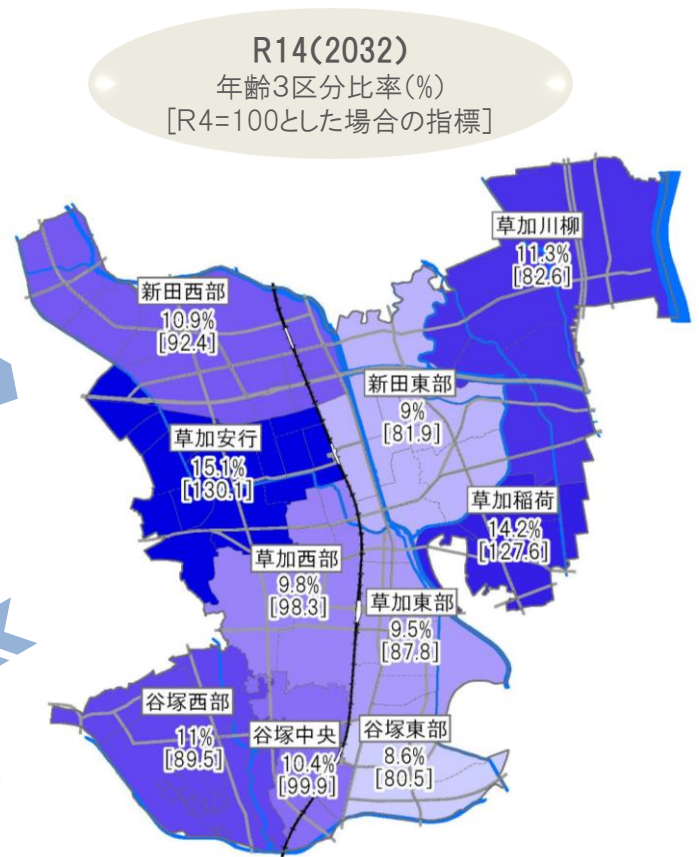 R14(2032)
年齢3区分比率(%)
[R4=100とした場合の指標]
草加川柳
11.3%
[82.6]
新田西部
10.9%
[92.4]
新田東部
9%
[81.9]
草加安行
15.1%
[130.1]
草加稲荷
14.2%
[127.6]
草加西部
9.8%
[98.3]
草加東部
9.5%
[87.8]
谷塚西部
11%
[89.5]
谷塚中央
10.4%
[99.9]
谷塚東部
8.6%
[80.5]